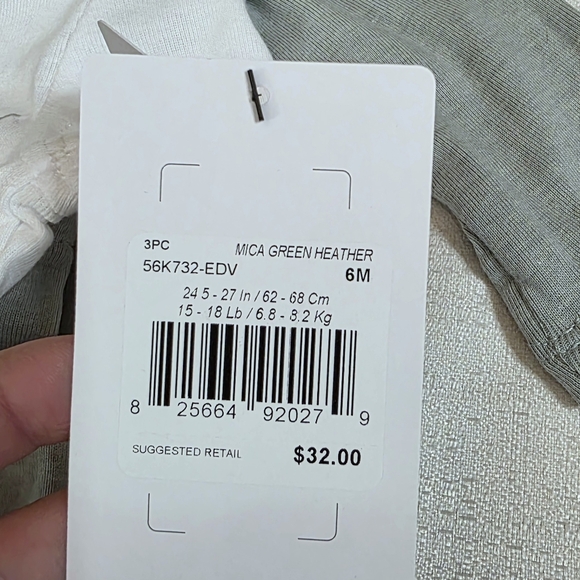 3PC MICA GREEN HEATHER
56K732-EDV 6M
24 5 - 27 In / 62 - 68 Cm
15 - 18 Lb / 6.8 - 8.2 Kg
8 25664 92027 9
SUGGESTED RETAIL $32.00